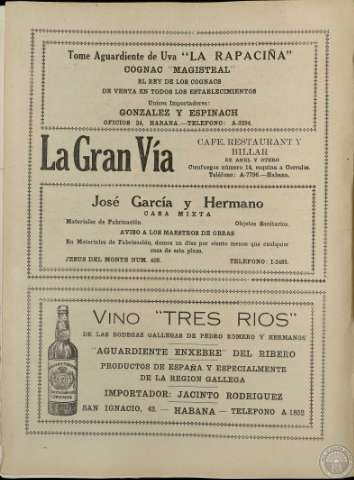 Tome Aguardiente de Uva "LA RAPACIÑA"
COGNAC "MAGISTRAL"
EL REY DE LOS COGNACS
DE VENTA EN TODOS LOS ESTABLECIMIENTOS
Unicos Importadores:
GONZALEZ Y ESPINACH
OFICIOS 24, HABANA.—TELEFONO A-3294.
La Gran Vía
CAFE, RESTAURANT Y
BILLAR
DE ABEL Y OTERO
Cienfuegos número 14, esquina a Corrales.
Teléfono: A-7796.—Habana.
José García y Hermano
CASA MIXTA
Materiales de Fabricación. Objetos Sanitarios.
AVISO A LOS MAESTROS DE OBRAS
En Materiales de Fabricación, damos un diez por ciento menos que cualquier
casa de esta plaza.
JESUS DEL MONTE NUM. TELEFONO:
VINO "TRES RIOS"
DE LAS BODEGAS GALLEGAS DE PEDRO ROMERO Y HERMANOS
"AGUARDIENTE ENXEBRE" DEL RIBERO
PRODUCTOS DE ESPAÑA Y ESPECIALMENTE
DE LA REGION GALLEGA
IMPORTADOR: JACINTO RODRIGUEZ
SAN IGNACIO, 43. — HABANA — TELEFONO A-1852